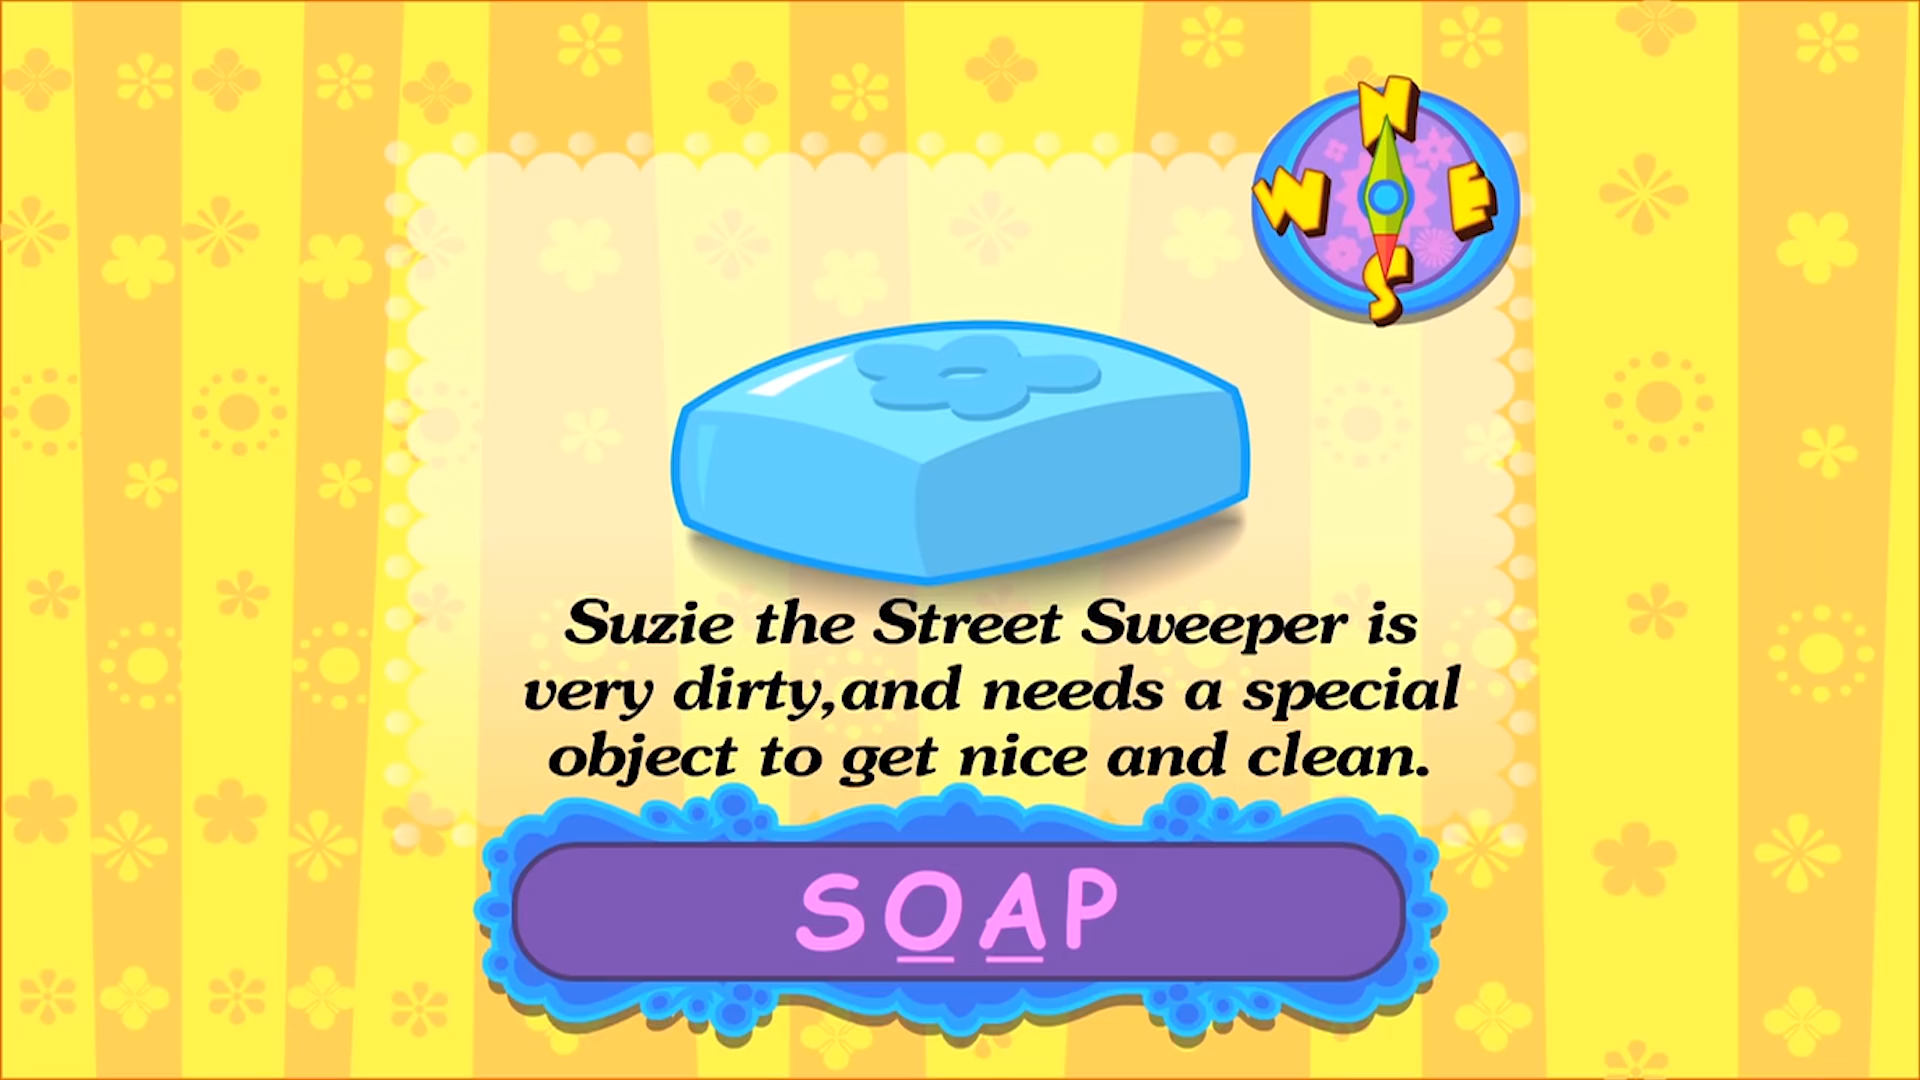 N
W E
S
Suzie the Street Sweeper is
very dirty,and needs a special
object to get nice and clean.
SOAP